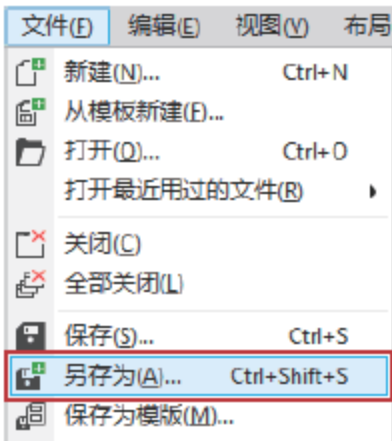 文件(F) 编辑(E) 视图(V) 布局
新建(N)... Ctrl+N
从模板新建(F)...
打开(O)... Ctrl+O
打开最近用过的文件(R)
关闭(C)
全部关闭(L)
保存(S)... Ctrl+S
另存为(A)... Ctrl+Shift+S
保存为模版(M)...